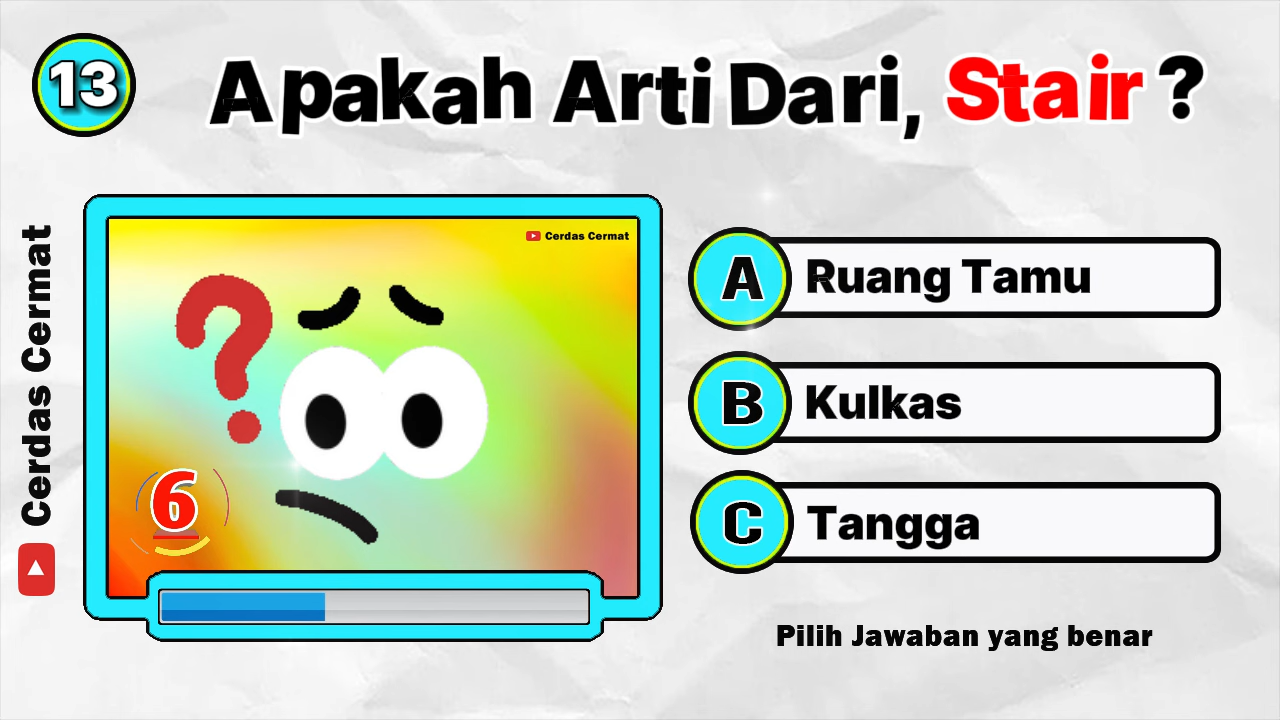 13
Apakah Arti Dari, Stair ?
Cerdas Cermat
Cerdas Cermat
?
6
A
Ruang Tamu
B
Kulkas
C
Tangga
Pilih Jawaban yang benar